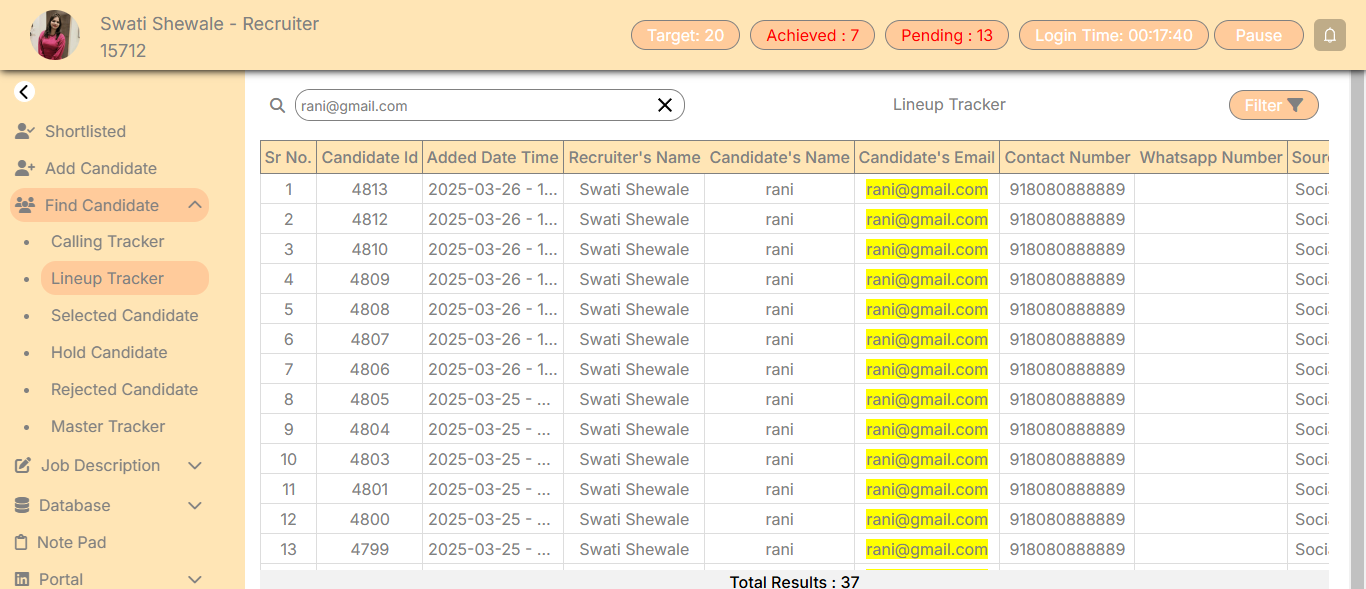 Swati Shewale - Recruiter
15712
Target: 20 Achieved : 7 Pending : 13 Login Time: 00:17:40 Pause
Shortlisted
Add Candidate
Find Candidate
Calling Tracker
Lineup Tracker
Selected Candidate
Hold Candidate
Rejected Candidate
Master Tracker
Job Description
Database
Note Pad
Portal
rani@gmail.com Lineup Tracker Filter
Sr No. Candidate Id Added Date Time Recruiter's Name Candidate's Name Candidate's Email Contact Number Whatsapp Number Sour
1 4813 2025-03-26 - 1... Swati Shewale rani rani@gmail.com 918080888889 Soci
2 4812 2025-03-26 - 1... Swati Shewale rani rani@gmail.com 918080888889 Soci
3 4810 2025-03-26 - 1... Swati Shewale rani rani@gmail.com 918080888889 Soci
4 4809 2025-03-26 - 1... Swati Shewale rani rani@gmail.com 918080888889 Soci
5 4808 2025-03-26 - 1... Swati Shewale rani rani@gmail.com 918080888889 Soci
6 4807 2025-03-26 - 1... Swati Shewale rani rani@gmail.com 918080888889 Soci
7 4806 2025-03-26 - 1... Swati Shewale rani rani@gmail.com 918080888889 Soci
8 4805 2025-03-25 - ... Swati Shewale rani rani@gmail.com 918080888889 Soci
9 4804 2025-03-25 - ... Swati Shewale rani rani@gmail.com 918080888889 Soci
10 4803 2025-03-25 - ... Swati Shewale rani rani@gmail.com 918080888889 Soci
11 4801 2025-03-25 - ... Swati Shewale rani rani@gmail.com 918080888889 Soci
12 4800 2025-03-25 - ... Swati Shewale rani rani@gmail.com 918080888889 Soci
13 4799 2025-03-25 - ... Swati Shewale rani rani@gmail.com 918080888889 Soci
Total Results : 37